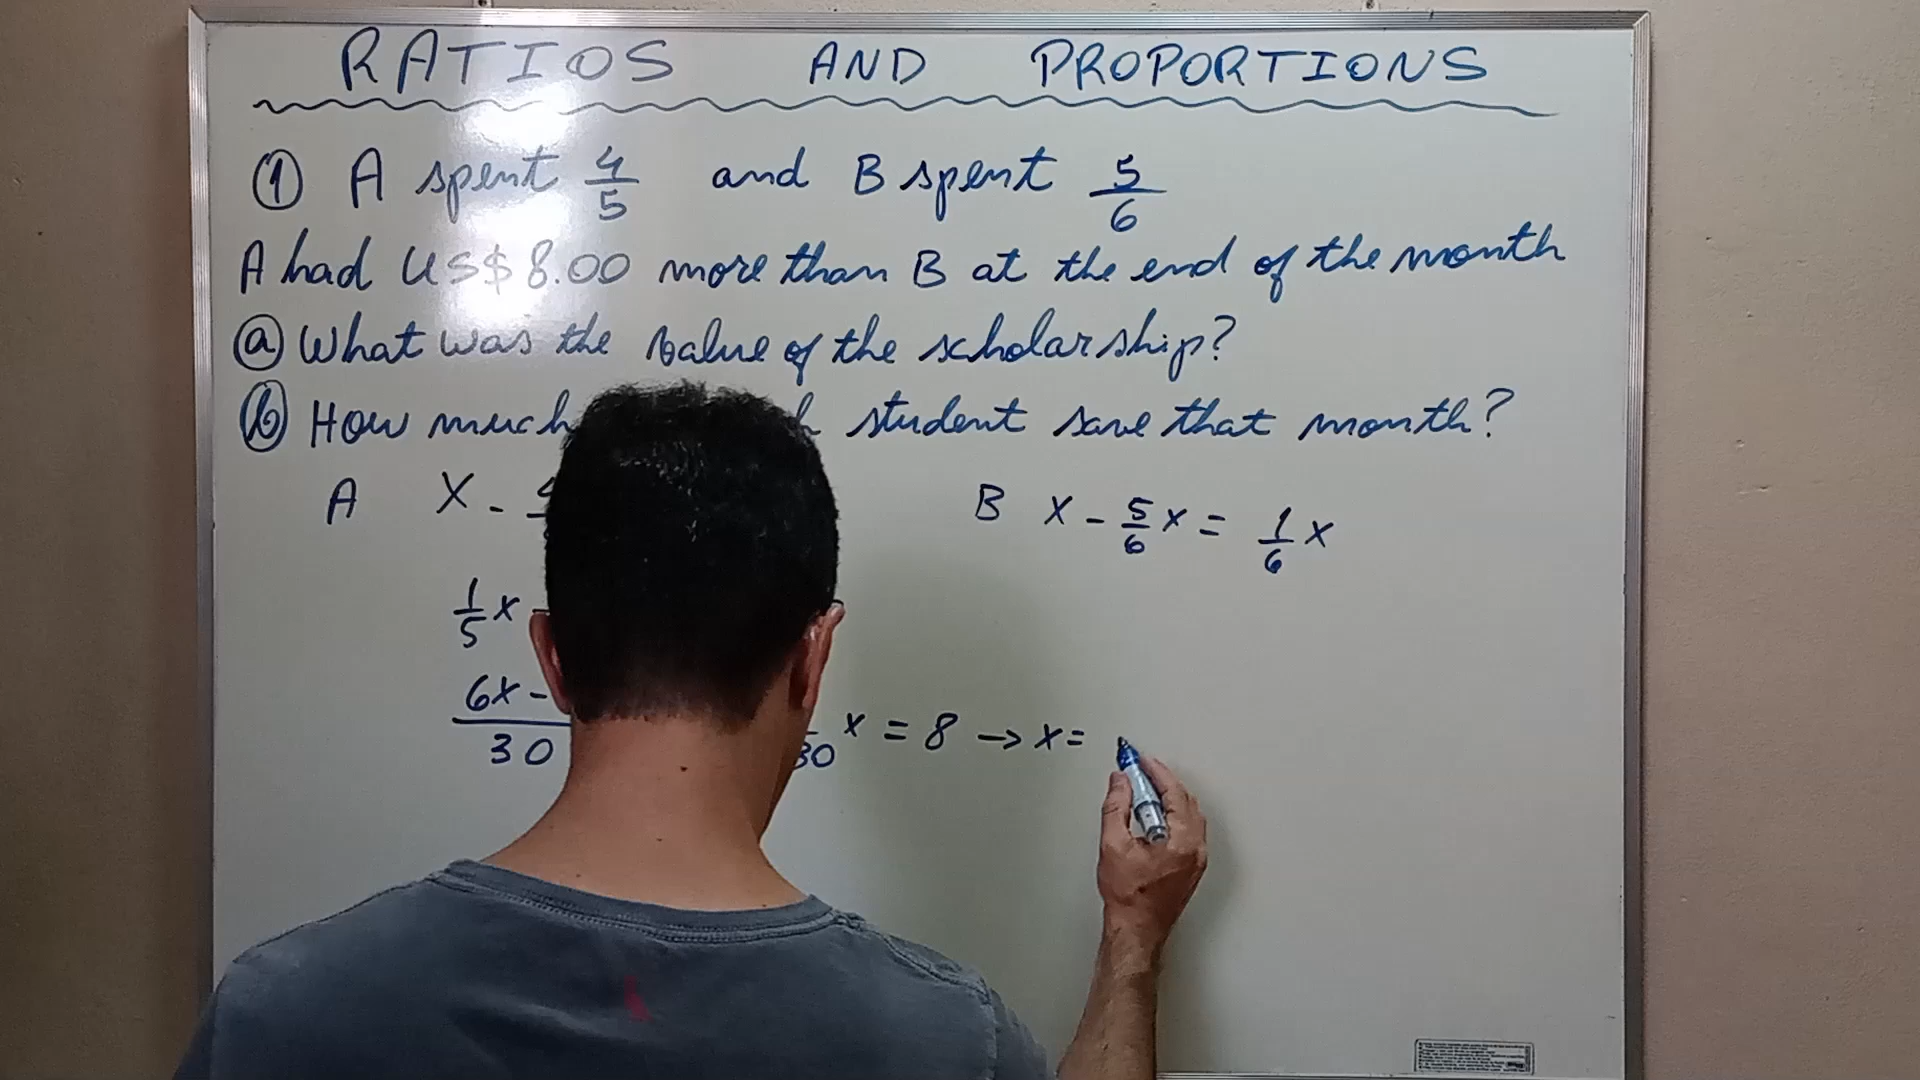 RATIOS AND PROPORTIONS
① A spent 4/5 and B spent 5/6
A had US$ 8.00 more than B at the end of the month
ⓐ What was the value of the scholarship?
ⓑ How much student save that month?
A X - B X - 5/6 X = 1/6 X
1/5 X
6X - / 30 30 X = 8 → X =